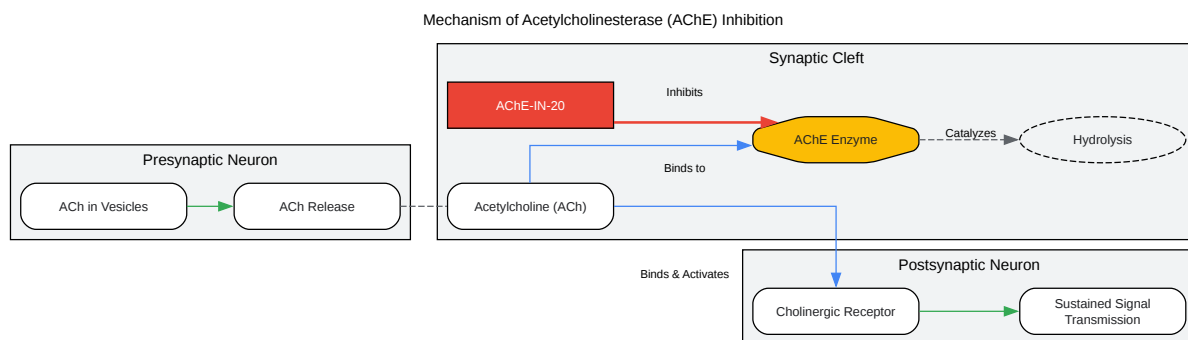 Mechanism of Acetylcholinesterase (AChE) Inhibition
Synaptic Cleft
AChE-IN-20
Inhibits
AChE Enzyme
Catalyzes
Hydrolysis
Presynaptic Neuron
Binds to
ACh in Vesicles
ACh Release
Acetylcholine (ACh)
Postsynaptic Neuron
Binds & Activates
Cholinergic Receptor
Sustained Signal
Transmission